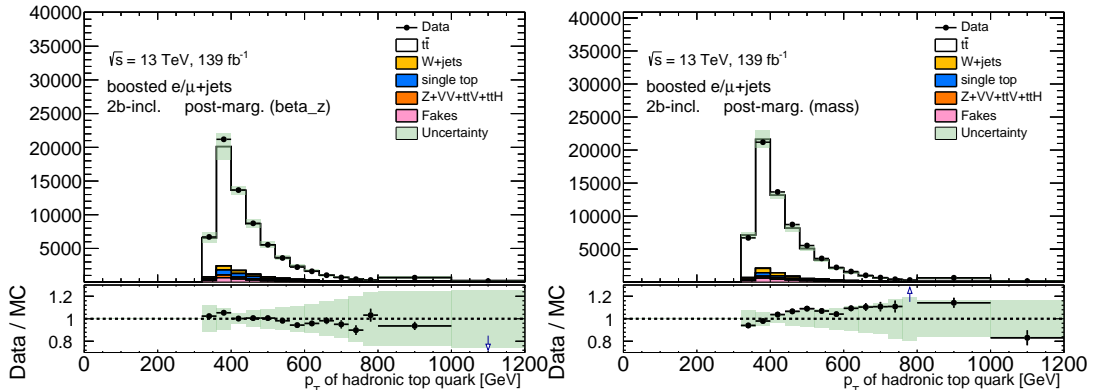 40000
35000
30000
25000
20000
15000
10000
5000
√s = 13 TeV, 139 fb⁻¹
boosted e/μ+jets
2b-incl. post-marg. (beta_z)
Data
tt̄
W+jets
single top
Z+VV+ttV+ttH
Fakes
Uncertainty
Data / MC
1.2
1
0.8
0 200 400 600 800 1000 1200
p_T of hadronic top quark [GeV]
40000
35000
30000
25000
20000
15000
10000
5000
√s = 13 TeV, 139 fb⁻¹
boosted e/μ+jets
2b-incl. post-marg. (mass)
Data
tt̄
W+jets
single top
Z+VV+ttV+ttH
Fakes
Uncertainty
Data / MC
1.2
1
0.8
0 200 400 600 800 1000 1200
p_T of hadronic top quark [GeV]